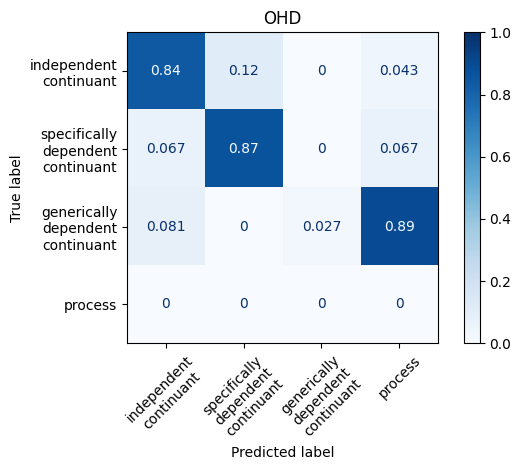 OHD
True label
independent
continuant
specifically
dependent
continuant
generically
dependent
continuant
process
0.84 0.12 0 0.043
0.067 0.87 0 0.067
0.081 0 0.027 0.89
0 0 0 0
independent
continuant
specifically
dependent
continuant
generically
dependent
continuant
process
Predicted label
1.0
0.8
0.6
0.4
0.2
0.0